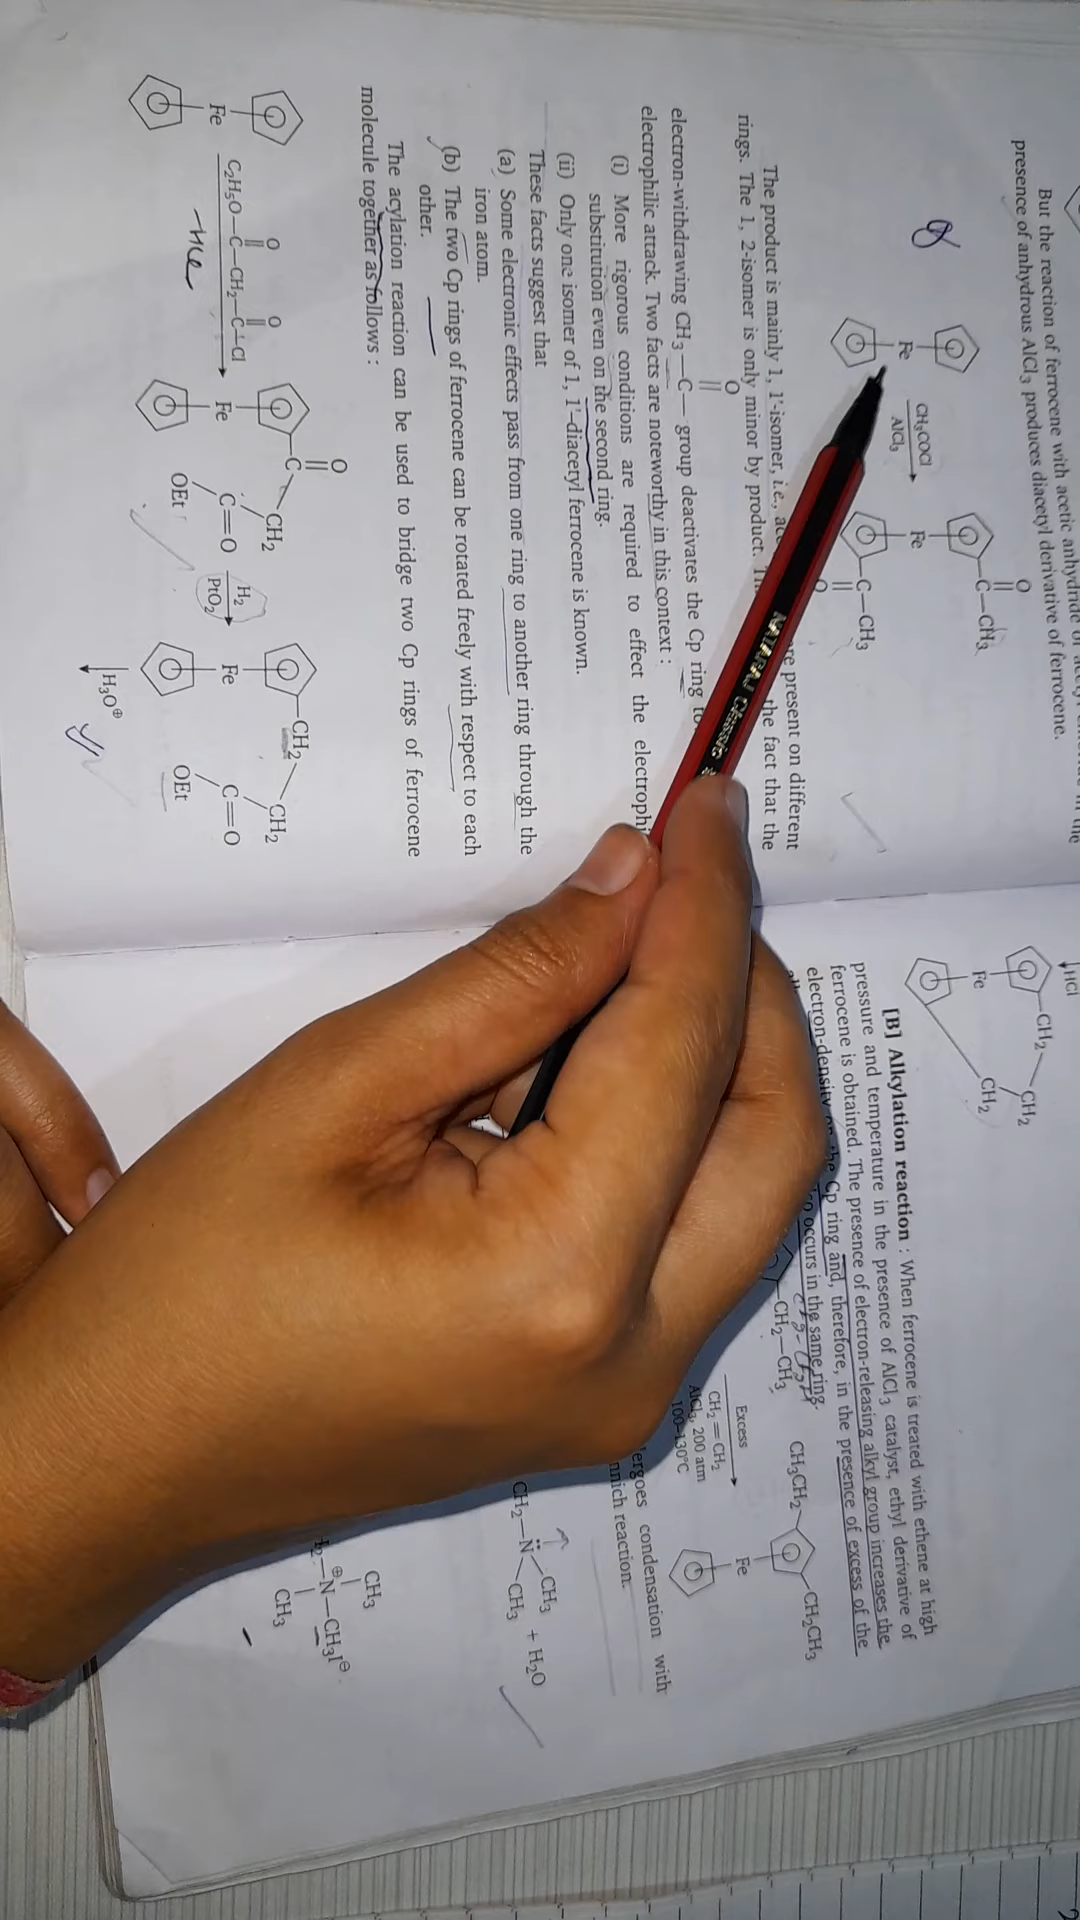 But the reaction of ferrocene with acetic anhydride
presence of anhydrous AlCl₃ produces diacetyl derivative of ferrocene.
Fe
CH₃COCl
AlCl₃
Fe
O
C—CH₃
C—CH₃
O
The product is mainly 1, 1'-isomer, i.e., are present on different
rings. The 1, 2-isomer is only minor by product. the fact that the
O
electron-withdrawing CH₃—C— group deactivates the Cp ring
electrophilic attack. Two facts are noteworthy in this context :
(i) More rigorous conditions are required to effect the
substitution even on the second ring.
(ii) Only one isomer of 1, 1'-diacetyl ferrocene is known.
These facts suggest that
(a) Some electronic effects pass from one ring to another ring through the
iron atom.
(b) The two Cp rings of ferrocene can be rotated freely with respect to each
other.
The acylation reaction can be used to bridge two Cp rings of ferrocene
molecule together as follows :
Fe
O O
C₂H₅O—C—CH₂—C—Cl
-HCl
Fe
O
C
CH₂
C=O
OEt
H₂
PtO₂
Fe
CH₂
CH₂
C=O
OEt
H₃O⊕
HCl
Fe
CH₂
CH₂
CH₂
[B] Alkylation reaction : When ferrocene is treated with ethene at high
pressure and temperature in the presence of AlCl₃ catalyst, ethyl derivative of
ferrocene is obtained. The presence of electron-releasing alkyl group increases the
electron-density on the Cp ring and, therefore, in the presence of excess of the
occurs in the same ring.
CH₂—CH₃
Excess
CH₂=CH₂
AlCl₃, 200 atm
100–130°C
CH₃CH₂
CH₂CH₃
Fe
condensation with
reaction.
CH₂—N̈
CH₃
CH₃
+ H₂O
CH₃
⊕
N—CH₃I⊖
CH₃